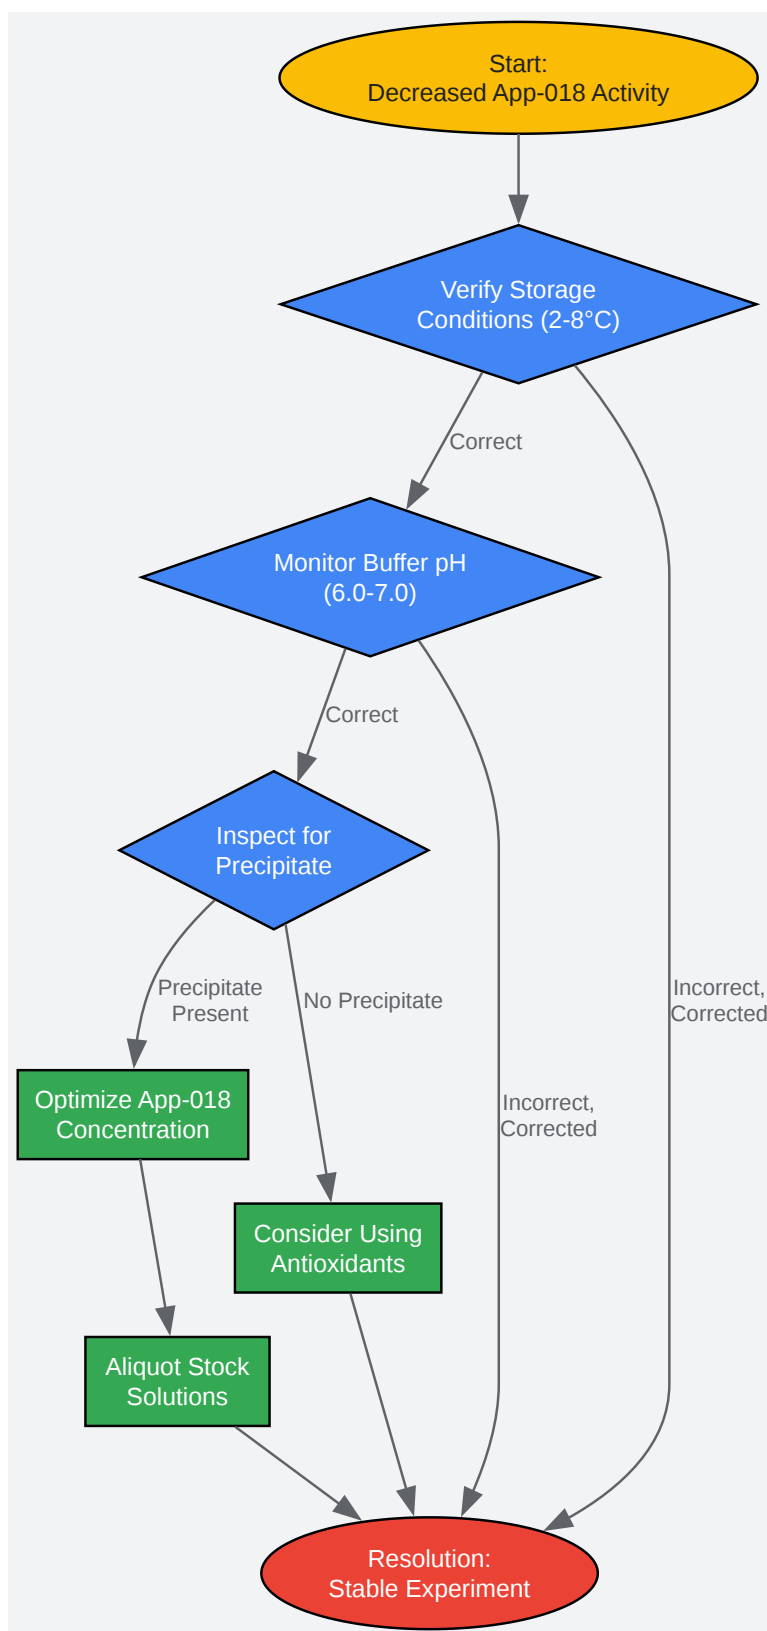 Start:
Decreased App-018 Activity
Verify Storage
Conditions (2-8°C)
Correct
Monitor Buffer pH
(6.0-7.0)
Correct
Inspect for
Precipitate
Precipitate
Present
No Precipitate
Incorrect,
Corrected
Optimize App-018
Concentration
Incorrect,
Corrected
Consider Using
Antioxidants
Aliquot Stock
Solutions
Resolution:
Stable Experiment